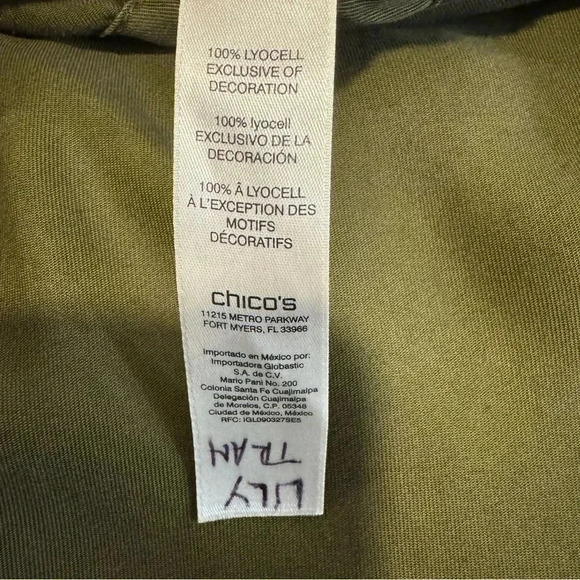 100% LYOCELL
EXCLUSIVE OF
DECORATION
100% lyocell
EXCLUSIVO DE LA
DECORACIÓN
100% À LYOCELL
À L'EXCEPTION DES
MOTIFS
DÉCORATIFS
chico's
11215 METRO PARKWAY
FORT MYERS, FL 33966
Importado en México por:
Importadora Globastic
S.A. de C.V.
Mario Pani No. 200
Colonia Santa Fe Cuajimalpa
Delegación Cuajimalpa
de Morelos, C.P. 05348
Ciudad de México, México
RFC: IGL090327SE5
LILY
TRAN